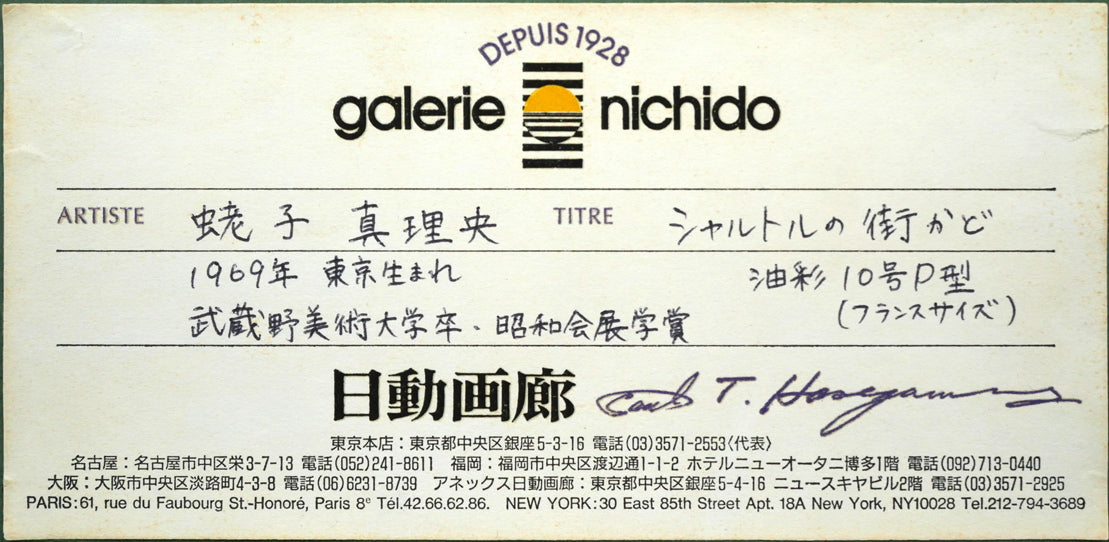 DEPUIS 1928
galerie nichido
ARTISTE 蛯子 真理央 TITRE シャルトルの街かど
1969年 東京生まれ 油彩 10号P型
武蔵野美術大学卒・昭和会展学賞 (フランスサイズ)
日動画廊 T. Hasegawa
東京本店：東京都中央区銀座5-3-16 電話(03)3571-2553〈代表〉
名古屋：名古屋市中区栄3-7-13 電話(052)241-8611 福岡：福岡市中央区渡辺通1-1-2 ホテルニューオータニ博多1階 電話(092)713-0440
大阪：大阪市中央区淡路町4-3-8 電話(06)6231-8739 アネックス日動画廊：東京都中央区銀座5-4-16 ニュースキヤビル2階 電話(03)3571-2925
PARIS:61, rue du Faubourg St.-Honoré, Paris 8e Tél.42.66.62.86. NEW YORK:30 East 85th Street Apt. 18A New York, NY10028 Tel.212-794-3689